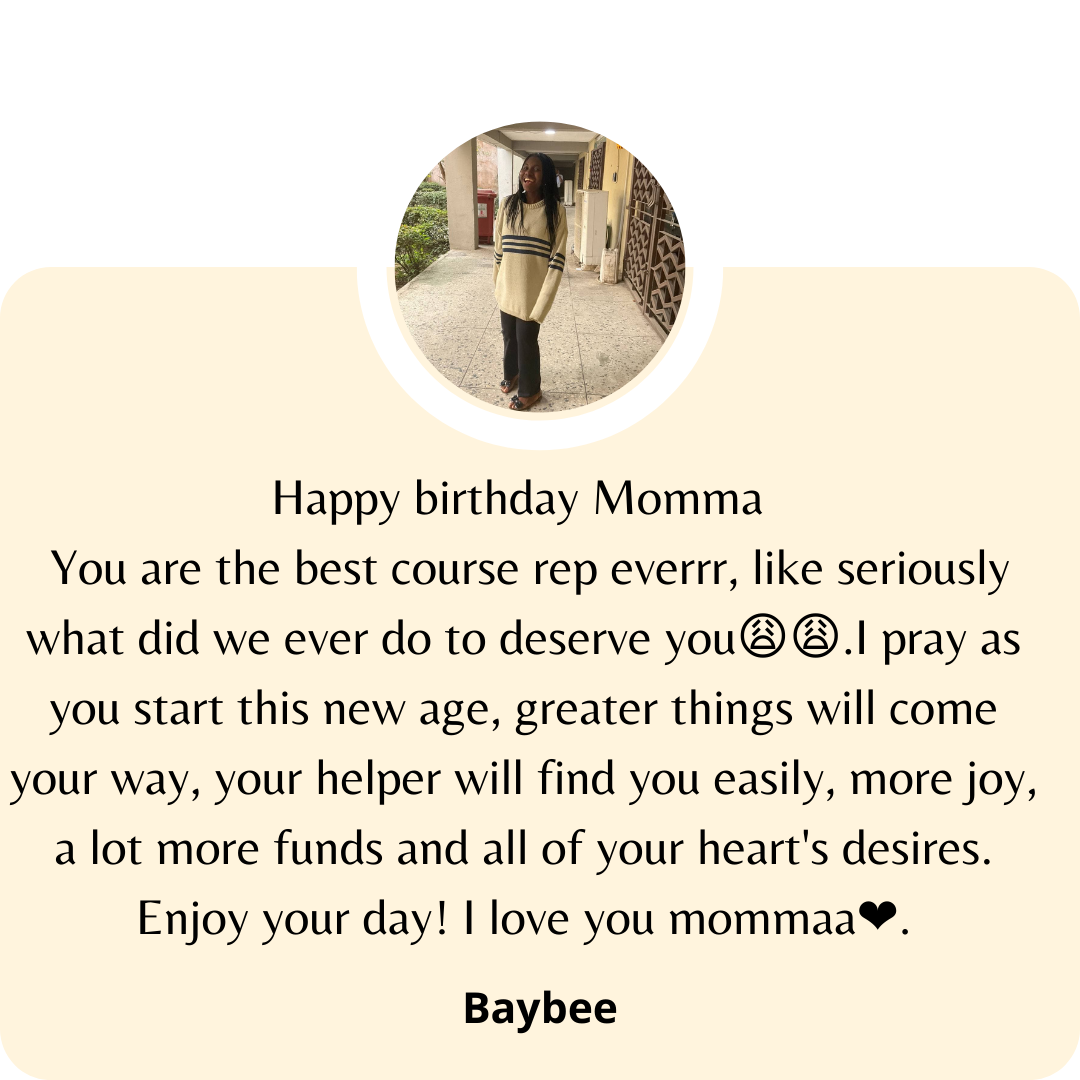 Happy birthday Momma
You are the best course rep everrr, like seriously
what did we ever do to deserve you😩😩.I pray as
you start this new age, greater things will come
your way, your helper will find you easily, more joy,
a lot more funds and all of your heart's desires.
Enjoy your day! I love you mommaa❤.
Baybee